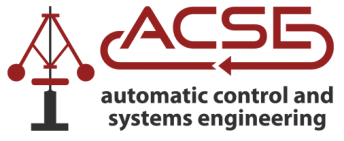 ACSE
automatic control and
systems engineering